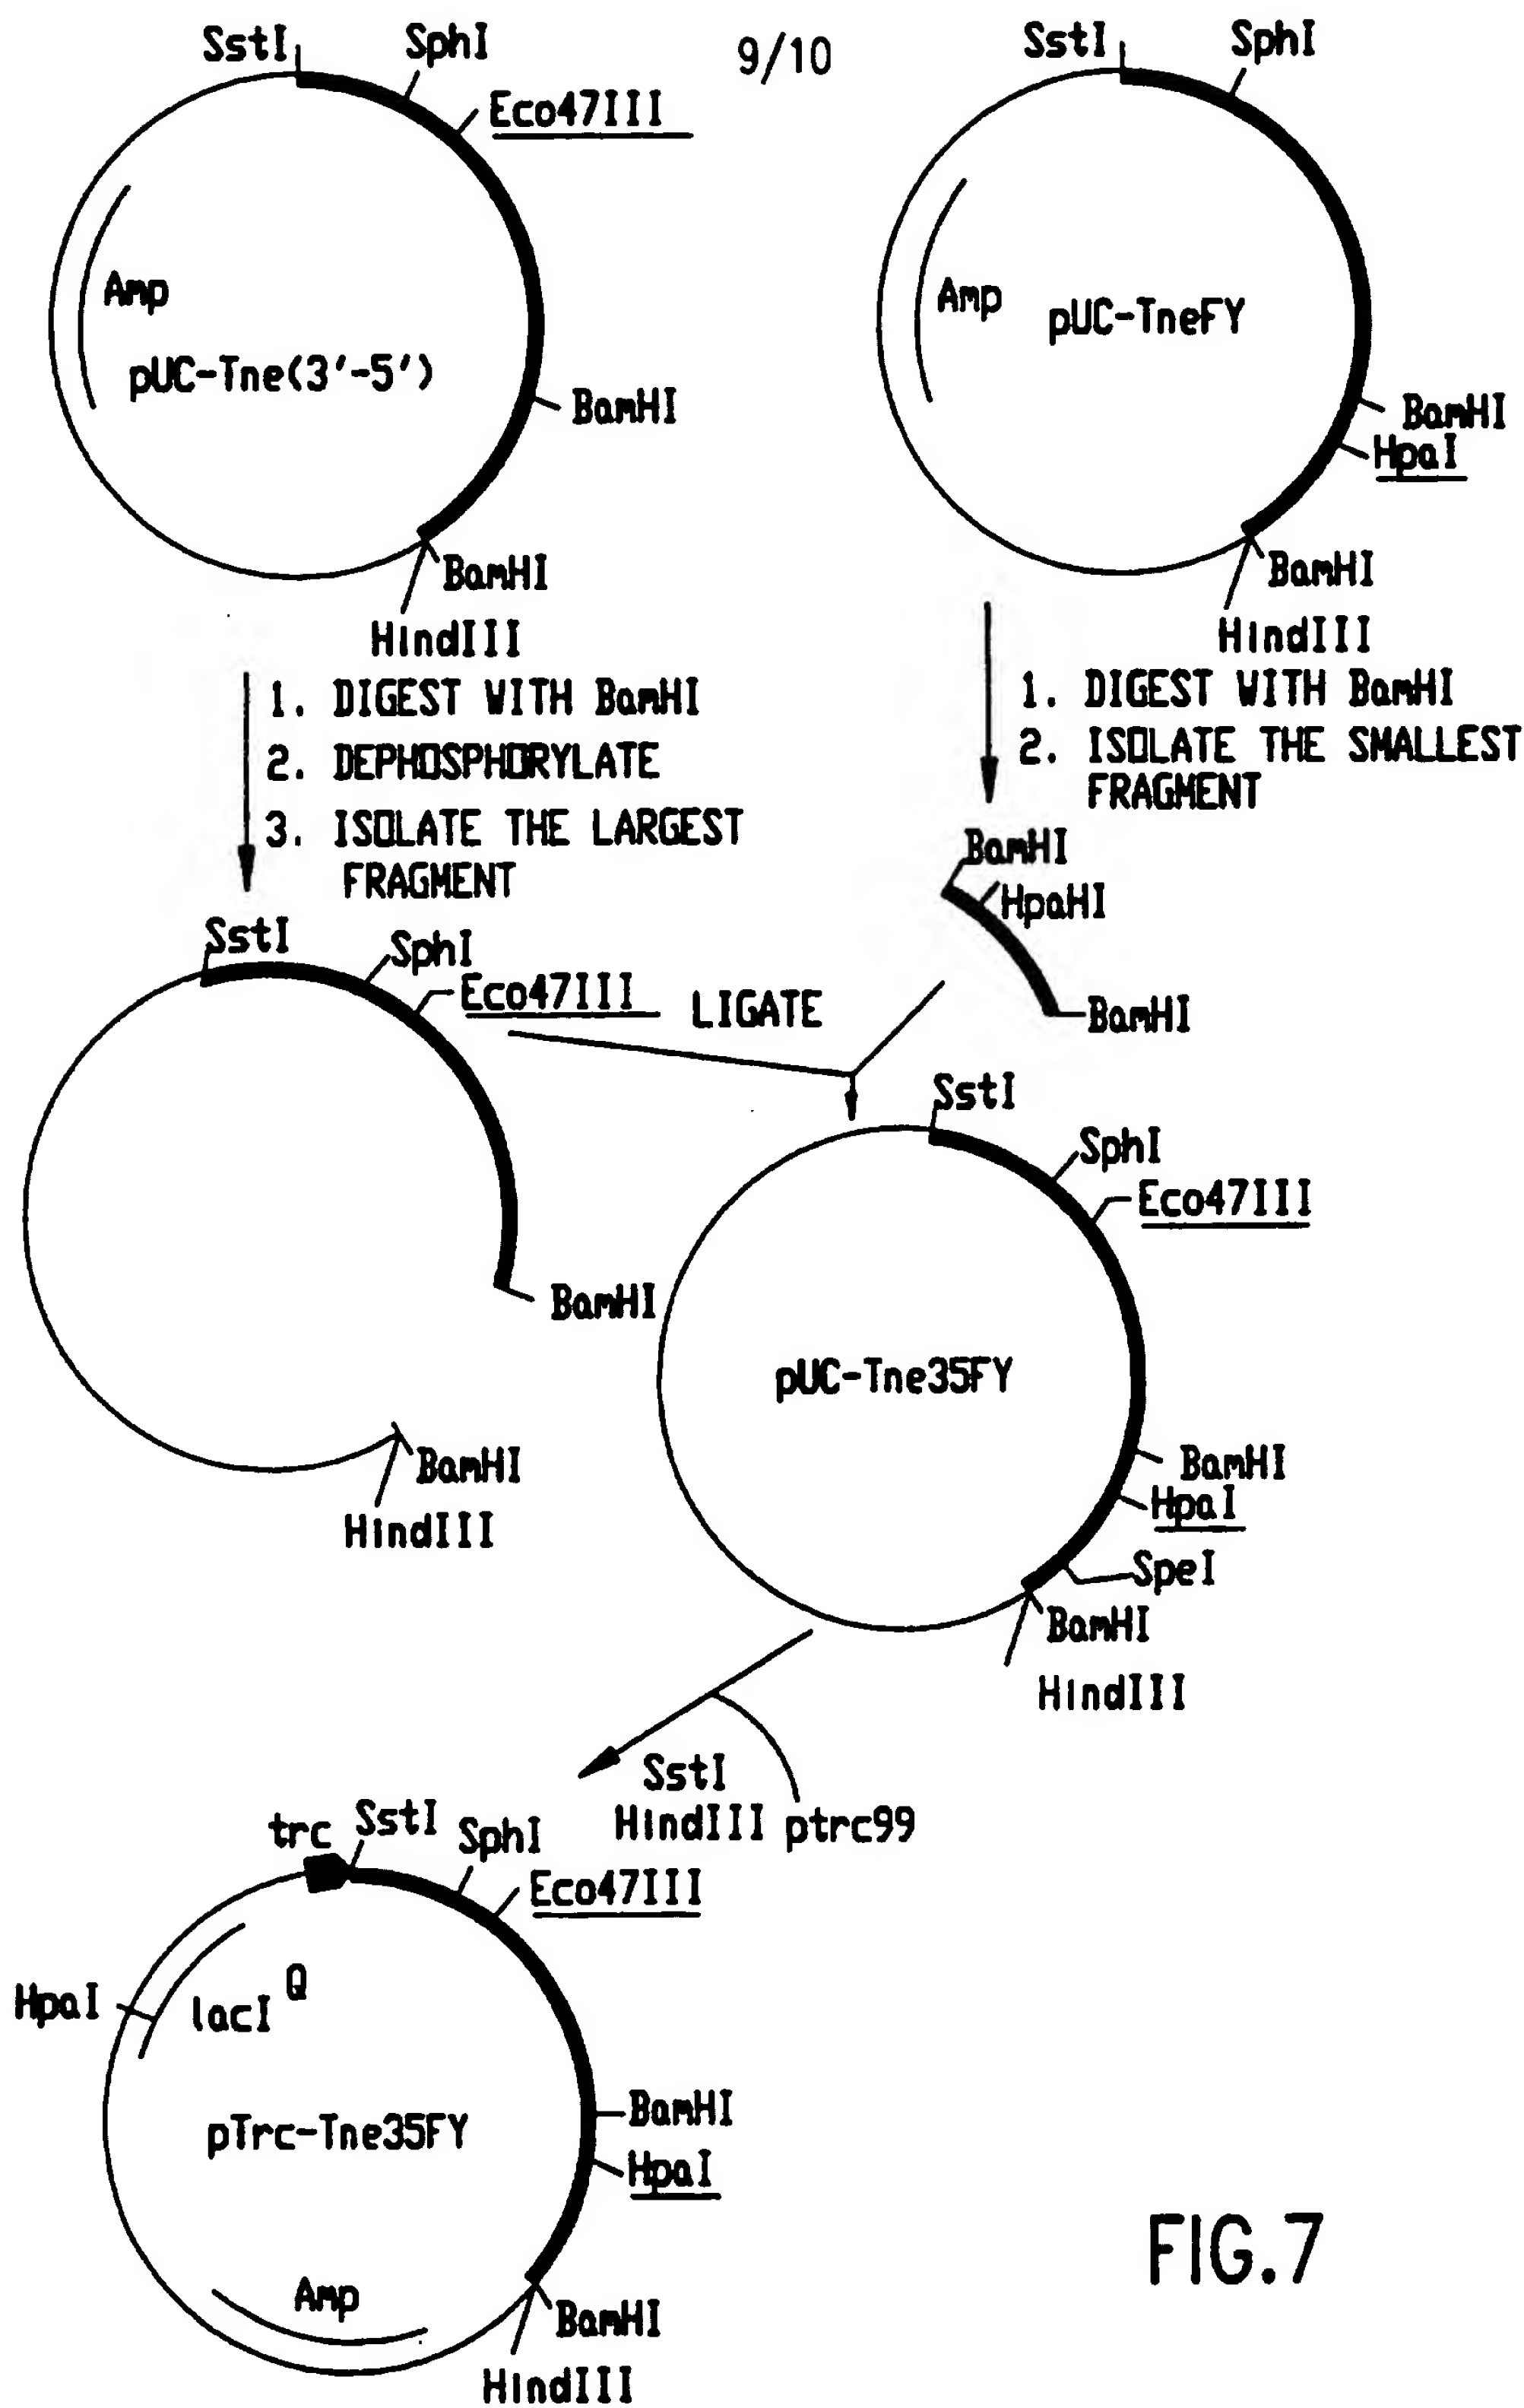 9/10
SstI
SphI
Eco47III
Amp
pUC-Tne(3'-5')
BamHI
BamHI
HindIII
SstI
SphI
Amp
pUC-TneFY
BamHI
HpaI
BamHI
HindIII
1. DIGEST WITH BamHI
2. DEPHOSPHORYLATE
3. ISOLATE THE LARGEST
FRAGMENT
1. DIGEST WITH BamHI
2. ISOLATE THE SMALLEST
FRAGMENT
BamHI
HpaHI
BamHI
SstI
SphI
Eco47III
LIGATE
BamHI
BamHI
HindIII
SstI
SphI
Eco47III
pUC-Tne35FY
BamHI
HpaI
SpeI
BamHI
HindIII
SstI
HindIII
ptrc99
trc
SstI
SphI
Eco47III
HpaI
lacI Q
pTrc-Tne35FY
BamHI
HpaI
Amp
BamHI
HindIII
FIG.7